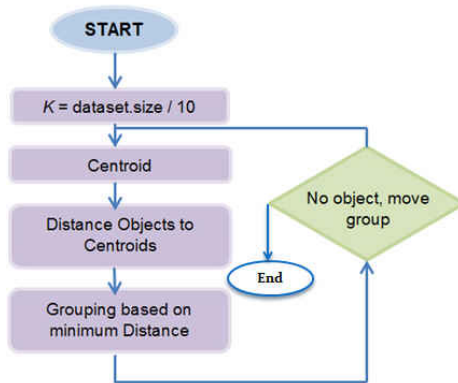 START
K = dataset.size / 10
Centroid
Distance Objects to
Centroids
Grouping based on
minimum Distance
No object, move
group
End